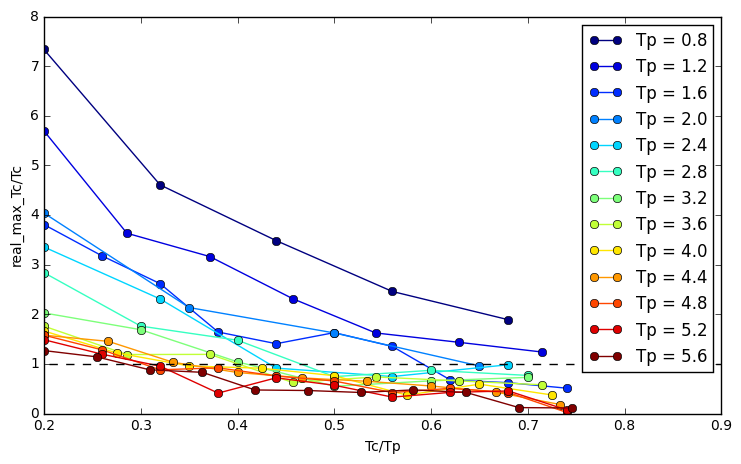 8
7
6
5
4
3
2
1
0
real_max_Tc/Tc
0.2 0.3 0.4 0.5 0.6 0.7 0.8 0.9
Tc/Tp
Tp = 0.8
Tp = 1.2
Tp = 1.6
Tp = 2.0
Tp = 2.4
Tp = 2.8
Tp = 3.2
Tp = 3.6
Tp = 4.0
Tp = 4.4
Tp = 4.8
Tp = 5.2
Tp = 5.6